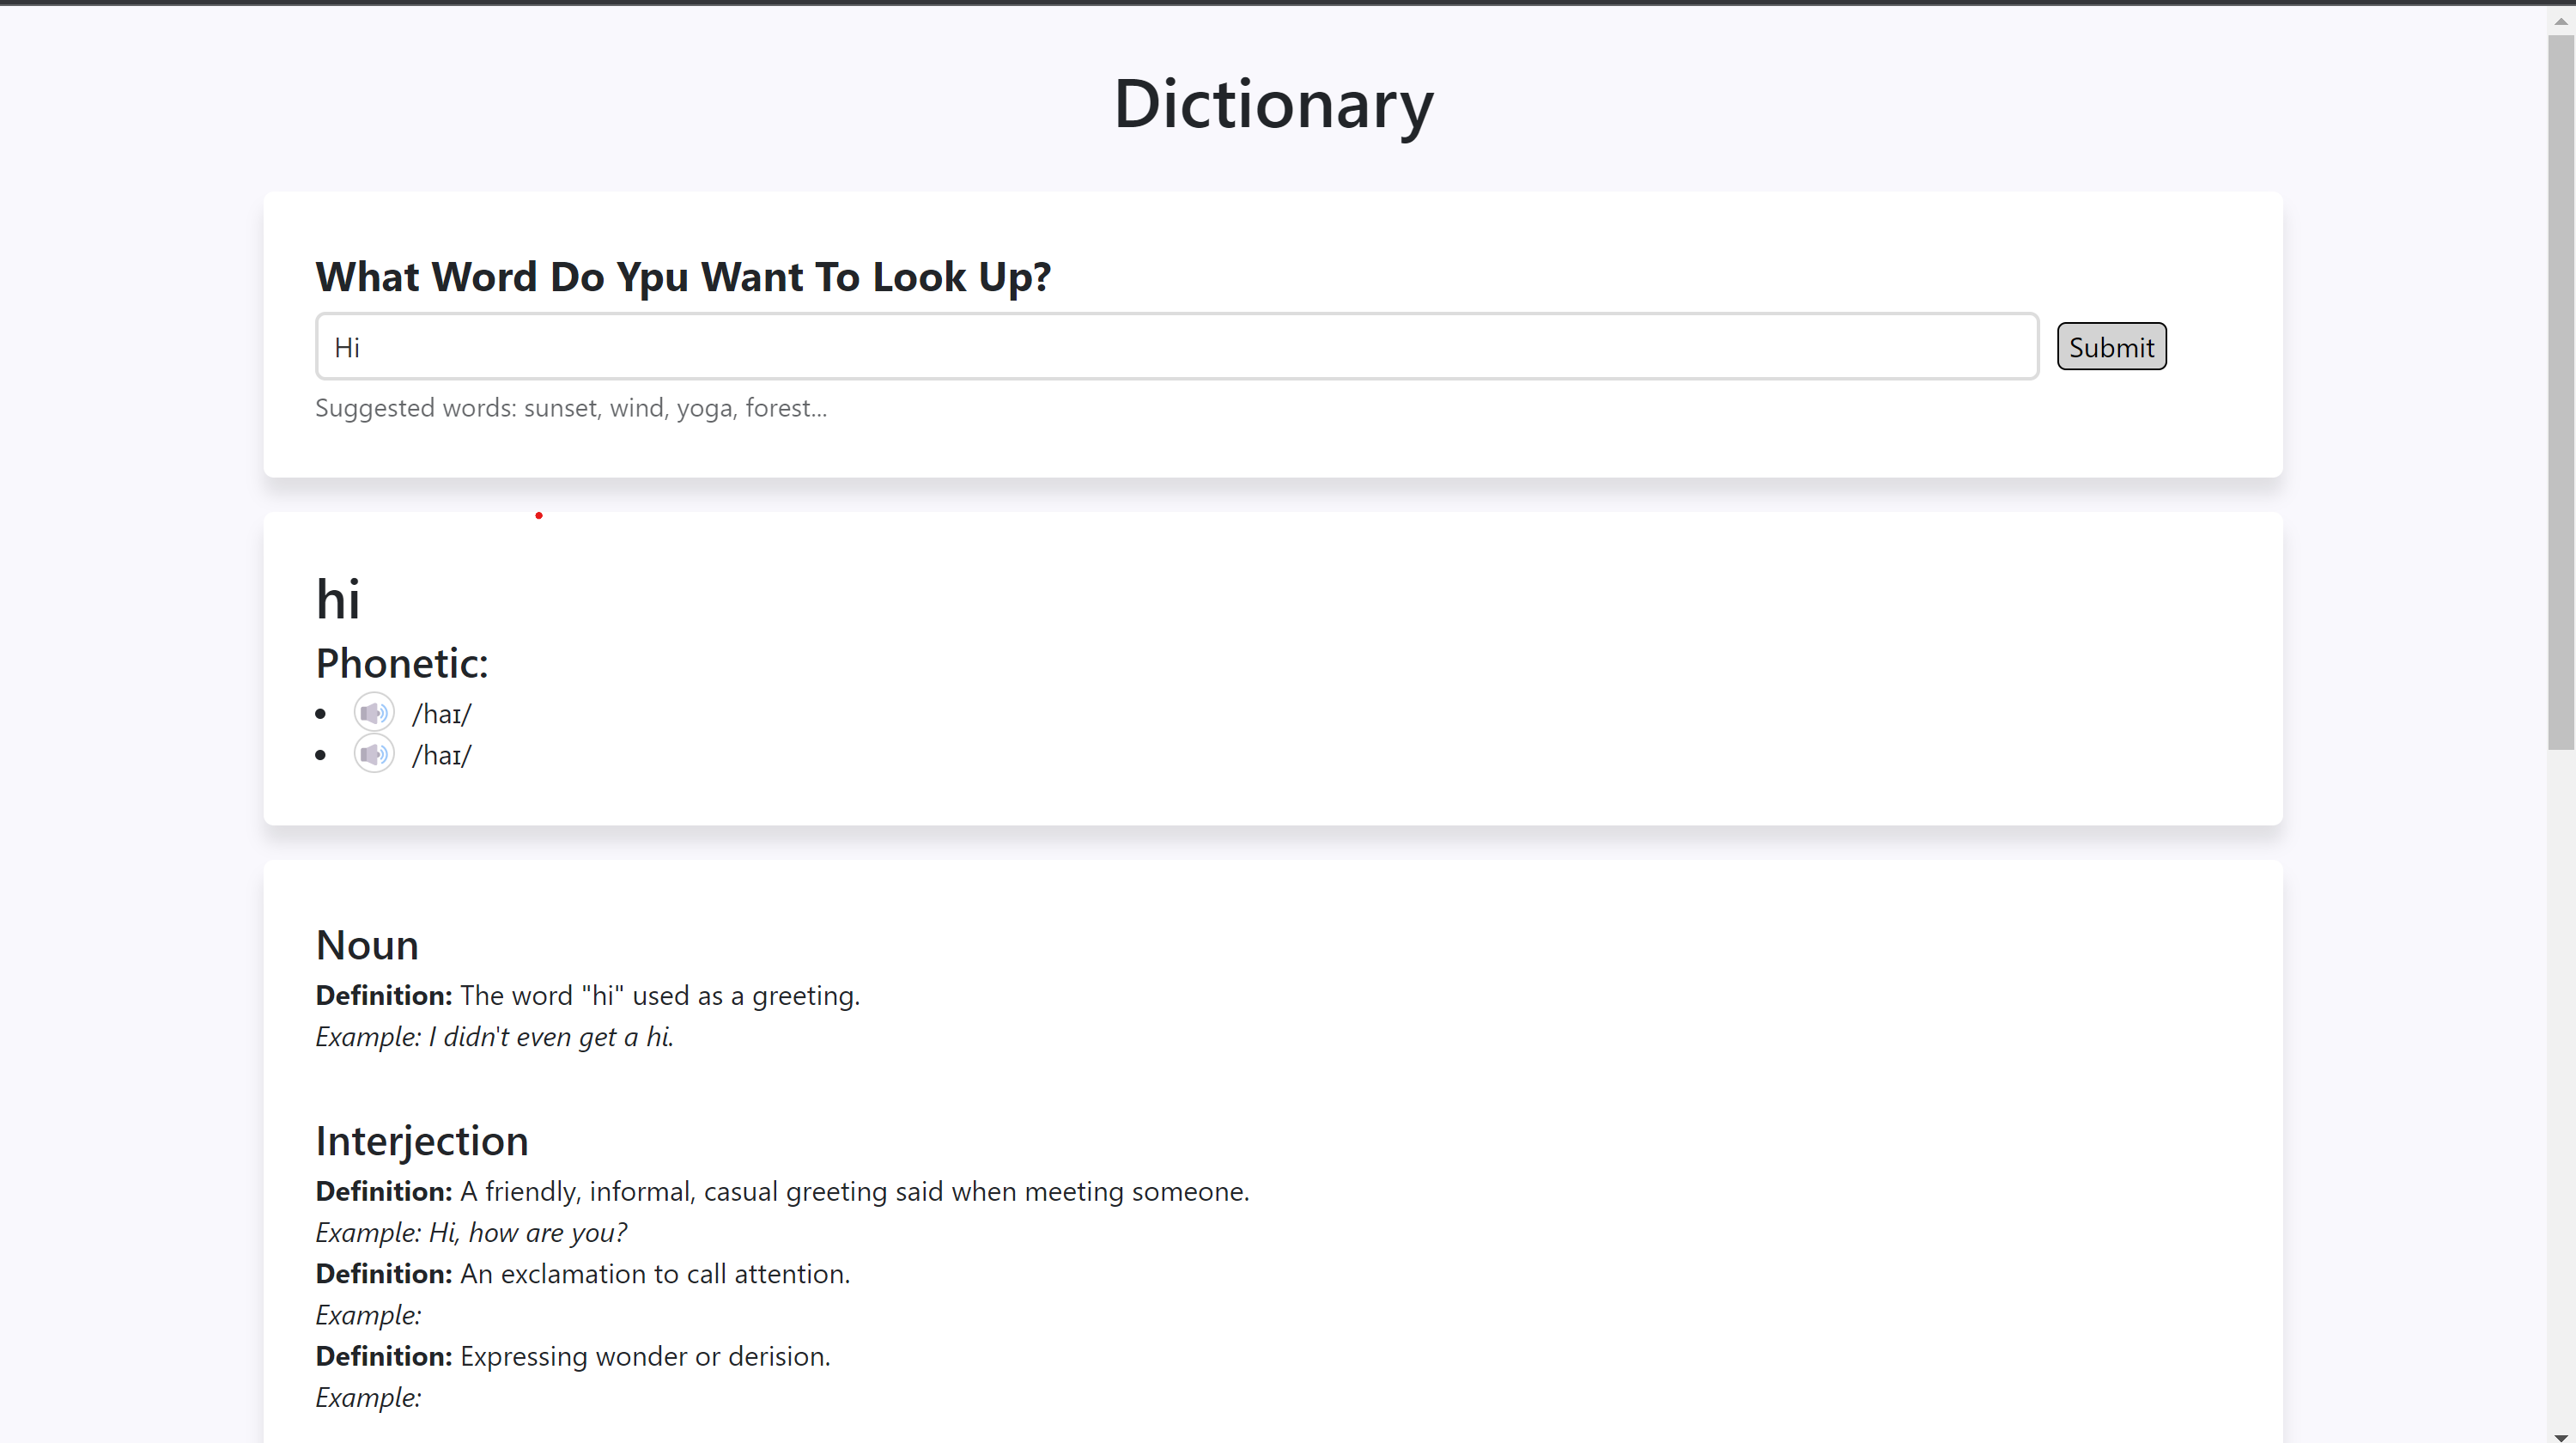 Dictionary
What Word Do Ypu Want To Look Up?
Hi
Submit
Suggested words: sunset, wind, yoga, forest...
hi
Phonetic:
/haɪ/
/haɪ/
Noun
Definition: The word "hi" used as a greeting.
Example: I didn't even get a hi.
Interjection
Definition: A friendly, informal, casual greeting said when meeting someone.
Example: Hi, how are you?
Definition: An exclamation to call attention.
Example:
Definition: Expressing wonder or derision.
Example: